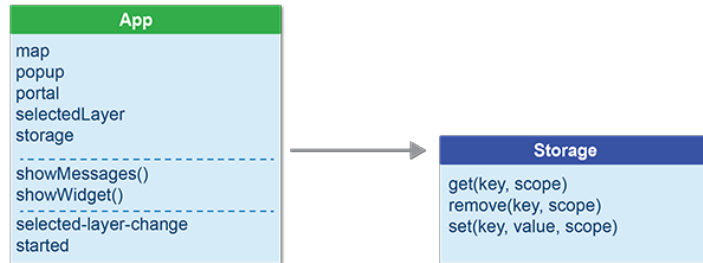 App
map
popup
portal
selectedLayer
storage
showMessages()
showWidget()
selected-layer-change
started
Storage
get(key, scope)
remove(key, scope)
set(key, value, scope)